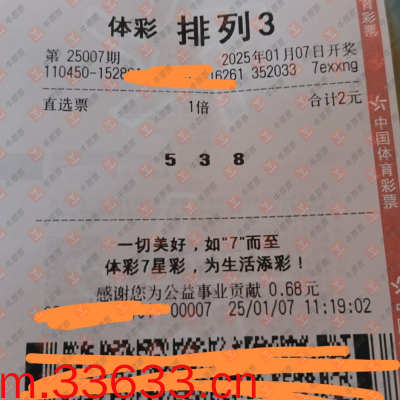 体彩 排列3
第 25007期 2025年01月07日开奖
110450-1528 16261 352033 7exxng
直选票 1倍 合计2元
5 3 8
一切美好，如"7"而至
体彩7星彩，为生活添彩！
感谢您为公益事业贡献 0.68元
00007 25/01/07 11:19:02
m.33633.cn
中国体育彩票